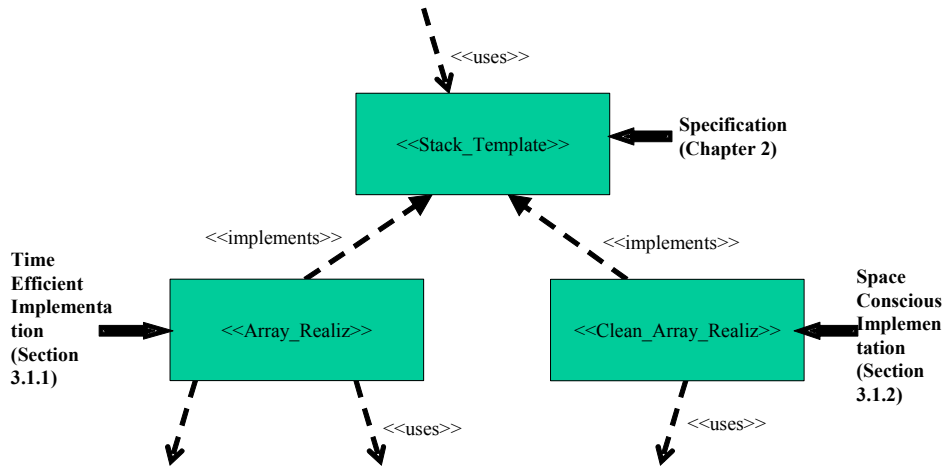 <<uses>>
<<Stack_Template>>
Specification
(Chapter 2)
<<implements>>
<<implements>>
Time
Efficient
Implementa
tion
(Section
3.1.1)
<<Array_Realiz>>
<<Clean_Array_Realiz>>
Space
Conscious
Implemen
tation
(Section
3.1.2)
<<uses>>
<<uses>>